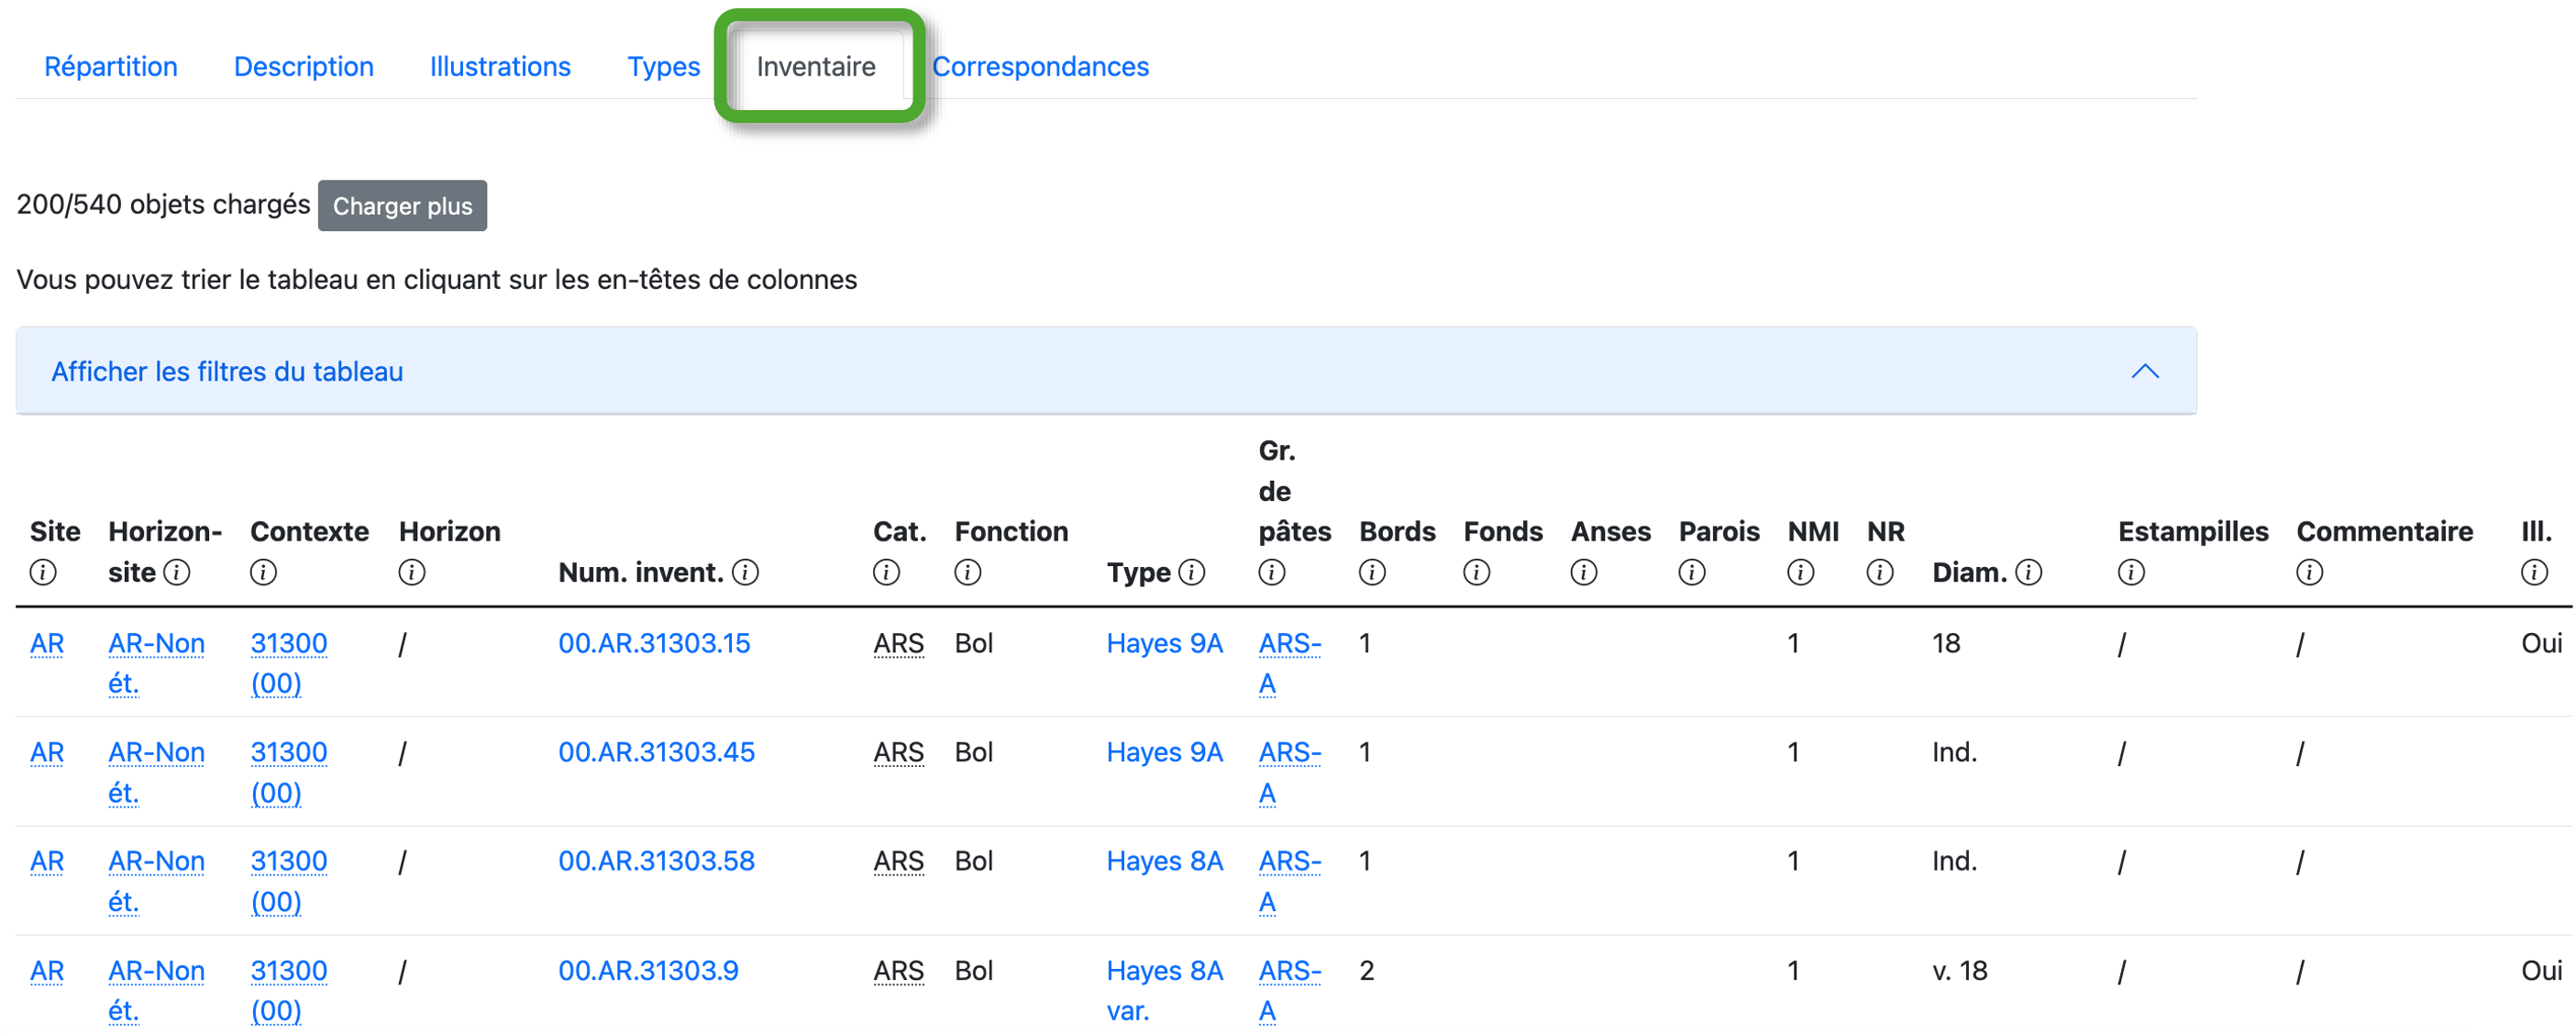 Répartition Description Illustrations Types Inventaire Correspondances
200/540 objets chargés Charger plus
Vous pouvez trier le tableau en cliquant sur les en-têtes de colonnes
Afficher les filtres du tableau
Gr.
de
Site Horizon- Contexte Horizon Cat. Fonction pâtes Bords Fonds Anses Parois NMI NR Estampilles Commentaire Ill.
i site i i i Num. invent. i i i Type i i i i i i i i Diam. i i i i
AR AR-Non 31300 / 00.AR.31303.15 ARS Bol Hayes 9A ARS- 1 1 18 / / Oui
ét. (00) A
AR AR-Non 31300 / 00.AR.31303.45 ARS Bol Hayes 9A ARS- 1 1 Ind. / /
ét. (00) A
AR AR-Non 31300 / 00.AR.31303.58 ARS Bol Hayes 8A ARS- 1 1 Ind. / /
ét. (00) A
AR AR-Non 31300 / 00.AR.31303.9 ARS Bol Hayes 8A ARS- 2 1 v. 18 / / Oui
ét. (00) var. A